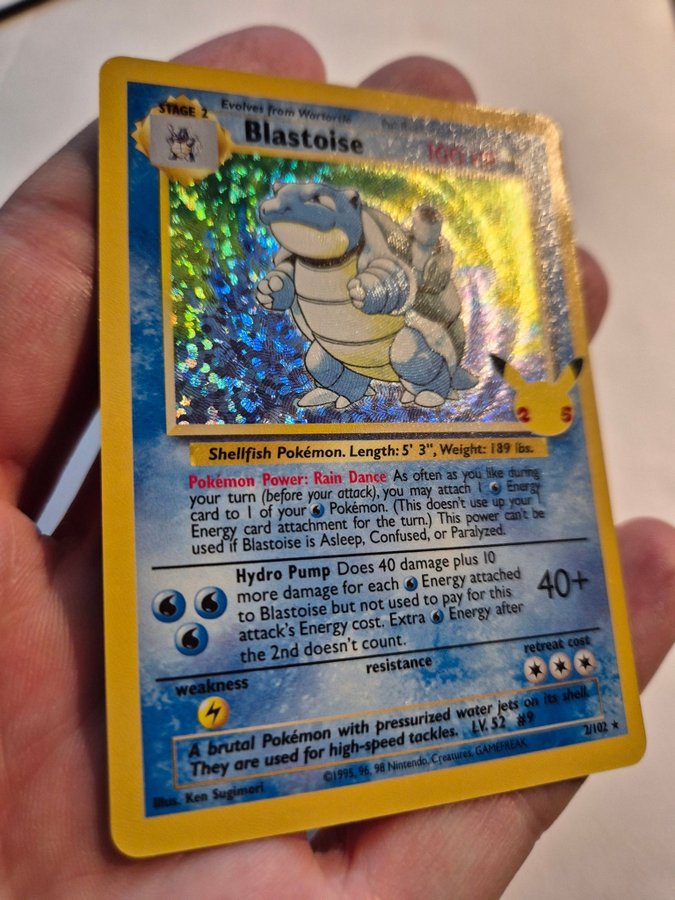 STAGE 2
Evolves from Wartortle
Blastoise
100 HP
2 5
Shellfish Pokémon. Length: 5' 3", Weight: 189 lbs.
Pokémon Power: Rain Dance As often as you like during
your turn (before your attack), you may attach 1 Energy
card to 1 of your Pokémon. (This doesn't use up your
Energy card attachment for the turn.) This power can't be
used if Blastoise is Asleep, Confused, or Paralyzed.
Hydro Pump Does 40 damage plus 10
more damage for each Energy attached
to Blastoise but not used to pay for this
attack's Energy cost. Extra Energy after
the 2nd doesn't count.
40+
weakness
resistance
retreat cost
A brutal Pokémon with pressurized water jets on its shell.
They are used for high-speed tackles. LV. 52 #9
Illus. Ken Sugimori
©1995, 96, 98 Nintendo, Creatures, GAMEFREAK
2/102 ★